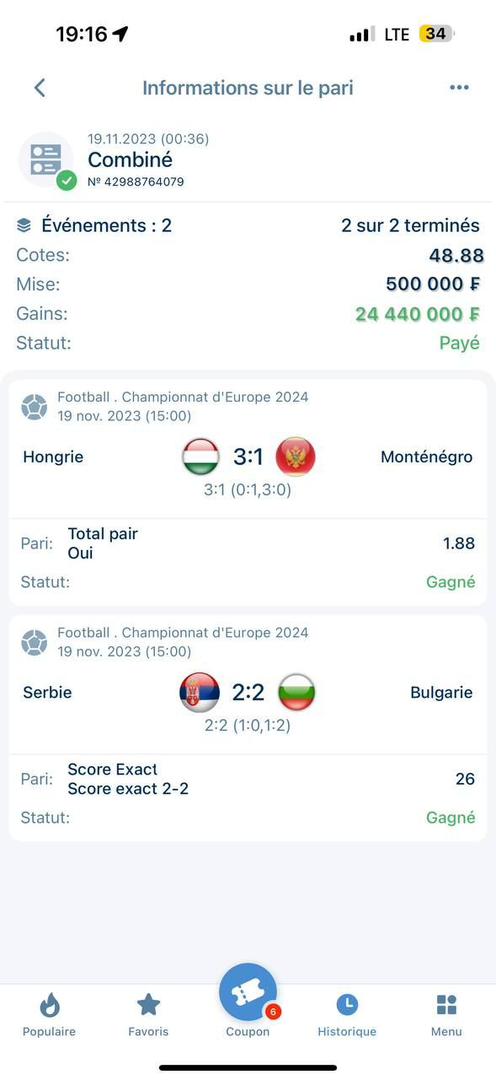 19:16 LTE 34
Informations sur le pari
19.11.2023 (00:36)
Combiné
Nº 42988764079
Événements : 2 2 sur 2 terminés
Cotes: 48.88
Mise: 500 000 ₣
Gains: 24 440 000 ₣
Statut: Payé
Football . Championnat d'Europe 2024
19 nov. 2023 (15:00)
Hongrie 3:1 Monténégro
3:1 (0:1,3:0)
Pari: Total pair
Oui 1.88
Statut: Gagné
Football . Championnat d'Europe 2024
19 nov. 2023 (15:00)
Serbie 2:2 Bulgarie
2:2 (1:0,1:2)
Pari: Score Exact
Score exact 2-2 26
Statut: Gagné
6
Populaire Favoris Coupon Historique Menu